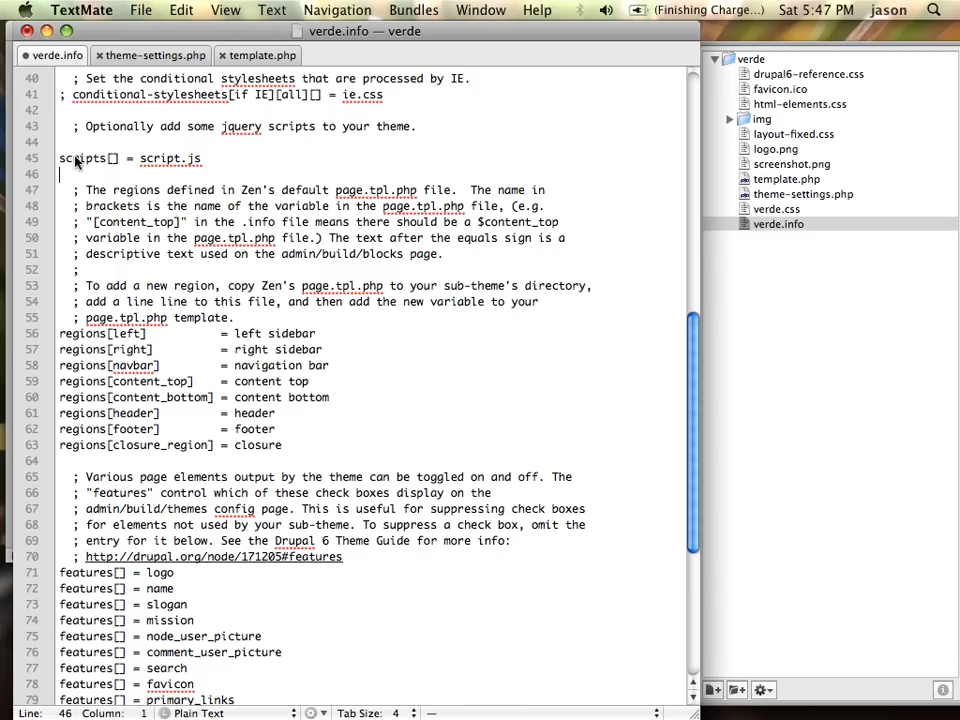 TextMate File Edit View Text Navigation Bundles Window Help (Finishing Charge...) Sat 5:47 PM jason
verde.info — verde
verde.info theme-settings.php template.php
40 ; Set the conditional stylesheets that are processed by IE.
41 ; conditional-stylesheets[if IE][all][] = ie.css
42
43 ; Optionally add some jquery scripts to your theme.
44
45 scripts[] = script.js
46
47 ; The regions defined in Zen's default page.tpl.php file.  The name in
48 ; brackets is the name of the variable in the page.tpl.php file, (e.g.
49 ; "[content_top]" in the .info file means there should be a $content_top
50 ; variable in the page.tpl.php file.) The text after the equals sign is a
51 ; descriptive text used on the admin/build/blocks page.
52 ;
53 ; To add a new region, copy Zen's page.tpl.php to your sub-theme's directory,
54 ; add a line line to this file, and then add the new variable to your
55 ; page.tpl.php template.
56 regions[left] = left sidebar
57 regions[right] = right sidebar
58 regions[navbar] = navigation bar
59 regions[content_top] = content top
60 regions[content_bottom] = content bottom
61 regions[header] = header
62 regions[footer] = footer
63 regions[closure_region] = closure
64
65 ; Various page elements output by the theme can be toggled on and off. The
66 ; "features" control which of these check boxes display on the
67 ; admin/build/themes config page. This is useful for suppressing check boxes
68 ; for elements not used by your sub-theme. To suppress a check box, omit the
69 ; entry for it below. See the Drupal 6 Theme Guide for more info:
70 ; http://drupal.org/node/171205#features
71 features[] = logo
72 features[] = name
73 features[] = slogan
74 features[] = mission
75 features[] = node_user_picture
76 features[] = comment_user_picture
77 features[] = search
78 features[] = favicon
79 features[] = primary_links
Line: 46 Column: 1 Plain Text Tab Size: 4 —
verde
drupal6-reference.css
favicon.ico
html-elements.css
img
layout-fixed.css
logo.png
screenshot.png
template.php
theme-settings.php
verde.css
verde.info